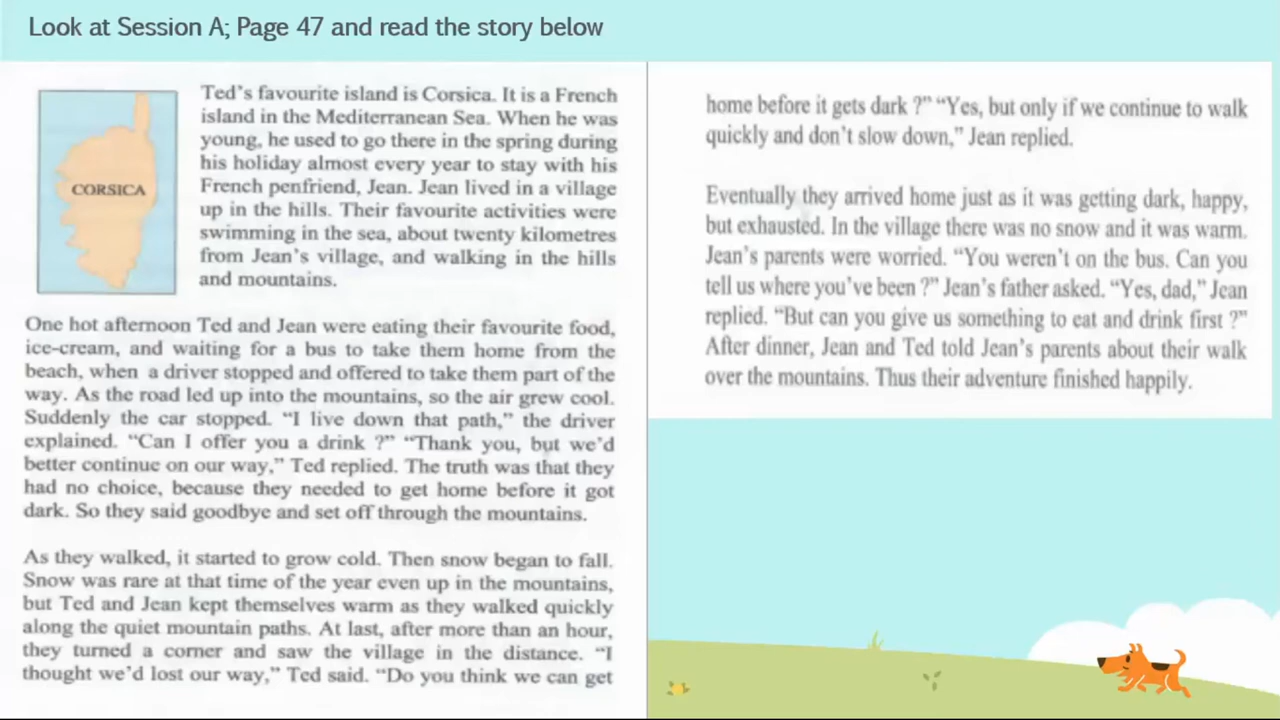 Look at Session A; Page 47 and read the story below
CORSICA
Ted's favourite island is Corsica. It is a French
island in the Mediterranean Sea. When he was
young, he used to go there in the spring during
his holiday almost every year to stay with his
French penfriend, Jean. Jean lived in a village
up in the hills. Their favourite activities were
swimming in the sea, about twenty kilometres
from Jean's village, and walking in the hills
and mountains.
One hot afternoon Ted and Jean were eating their favourite food,
ice-cream, and waiting for a bus to take them home from the
beach, when a driver stopped and offered to take them part of the
way. As the road led up into the mountains, so the air grew cool.
Suddenly the car stopped. "I live down that path," the driver
explained. "Can I offer you a drink ?" "Thank you, but we'd
better continue on our way," Ted replied. The truth was that they
had no choice, because they needed to get home before it got
dark. So they said goodbye and set off through the mountains.
As they walked, it started to grow cold. Then snow began to fall.
Snow was rare at that time of the year even up in the mountains,
but Ted and Jean kept themselves warm as they walked quickly
along the quiet mountain paths. At last, after more than an hour,
they turned a corner and saw the village in the distance. "I
thought we'd lost our way," Ted said. "Do you think we can get
home before it gets dark ?" "Yes, but only if we continue to walk
quickly and don't slow down," Jean replied.
Eventually they arrived home just as it was getting dark, happy,
but exhausted. In the village there was no snow and it was warm.
Jean's parents were worried. "You weren't on the bus. Can you
tell us where you've been ?" Jean's father asked. "Yes, dad," Jean
replied. "But can you give us something to eat and drink first ?"
After dinner, Jean and Ted told Jean's parents about their walk
over the mountains. Thus their adventure finished happily.